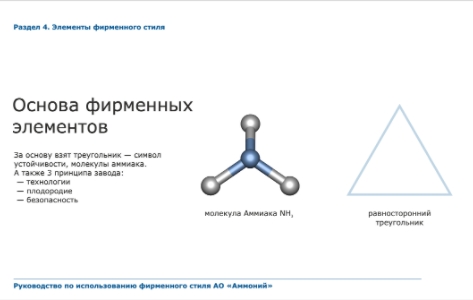 Раздел 4. Элементы фирменного стиля
Основа фирменных
элементов
За основу взят треугольник — символ
устойчивости, молекулы аммиака.
А также 3 принципа завода:
— технологии
— плодородие
— безопасность
молекула Аммиака NH₃
равносторонний
треугольник
Руководство по использованию фирменного стиля АО «Аммоний»